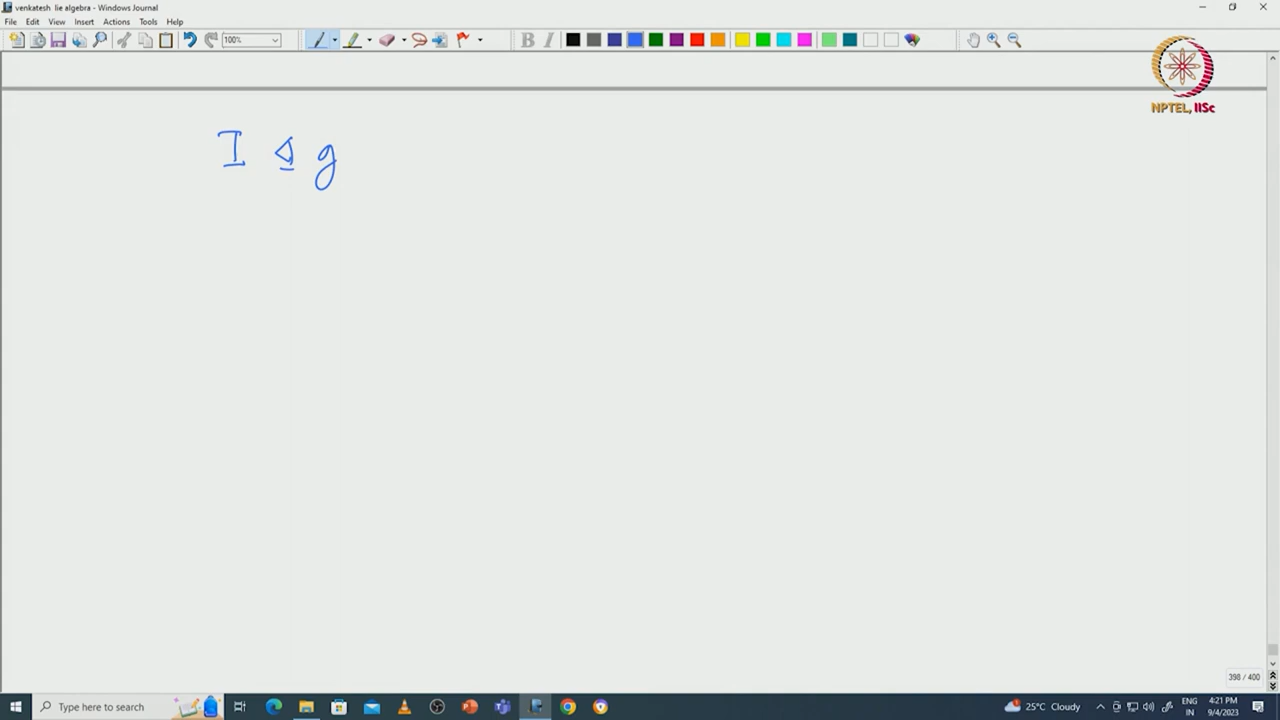 venkatesh lie algebra - Windows Journal
File Edit View Insert Actions Tools Help
100%
B I
NPTEL, IISc
I ⊴ g
398 / 400
Type here to search
25°C Cloudy
ENG
IN
4:21 PM
9/4/2023